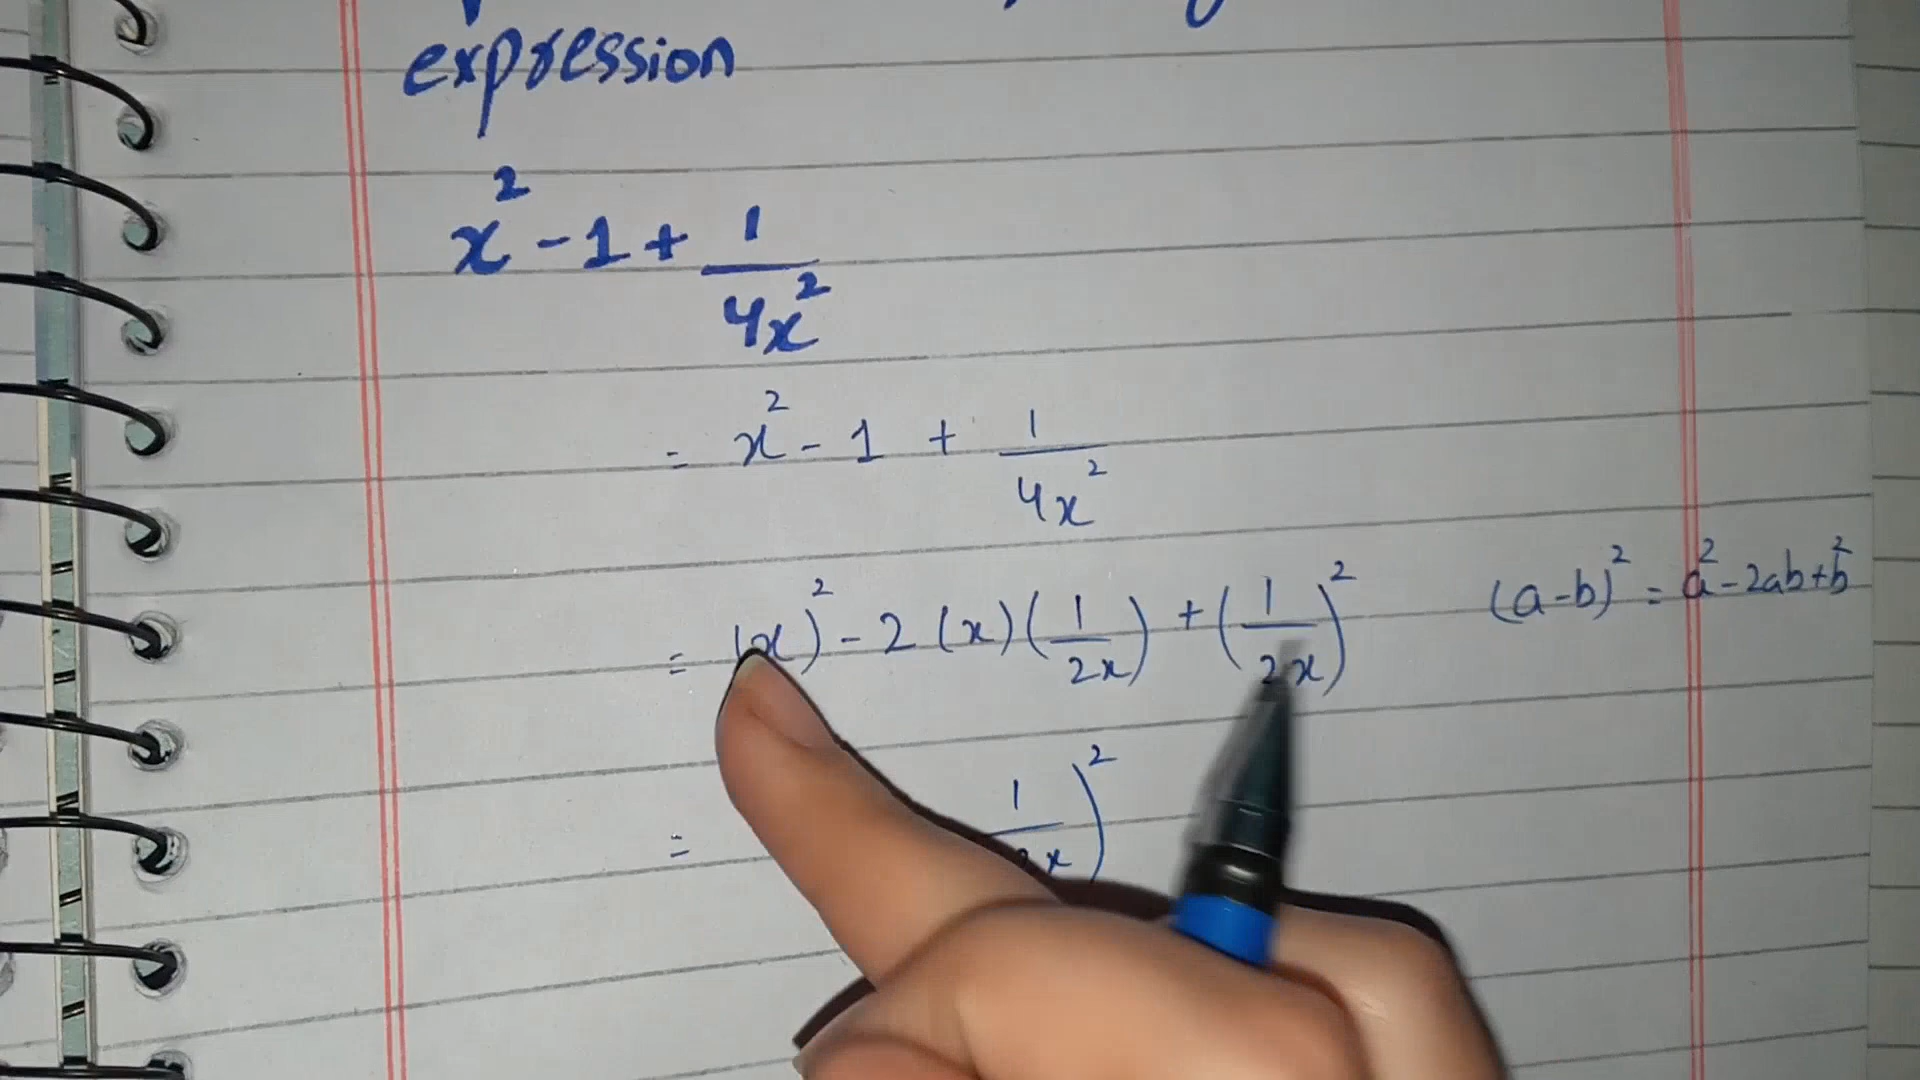 expression
x² - 1 + 1/4x²
= x² - 1 + 1/4x²
= (x)² - 2 (x)(1/2x) + (1/2x)² (a-b)² = a² - 2ab + b²
= 1/2x)²